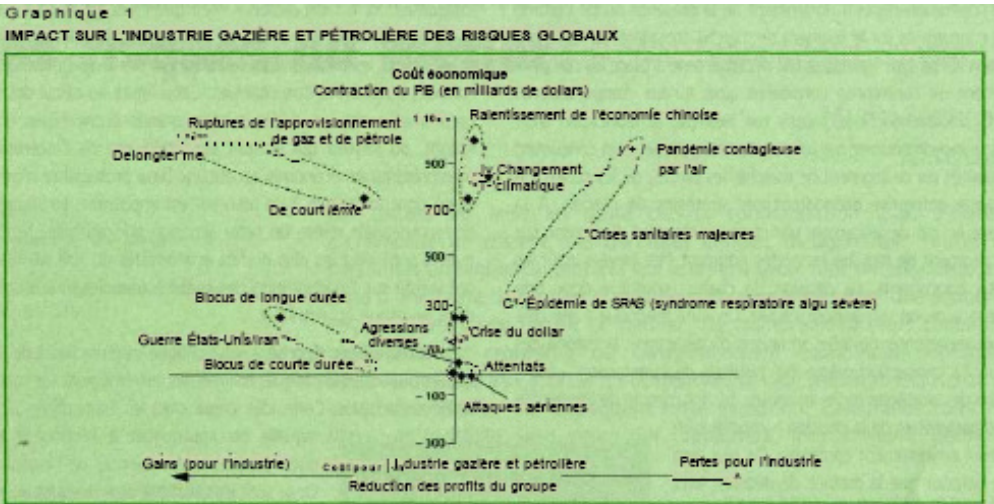 Graphique 1
IMPACT SUR L'INDUSTRIE GAZIÈRE ET PÉTROLIÈRE DES RISQUES GLOBAUX
Coût économique
Contraction du PIB (en milliards de dollars)
Ruptures de l'approvisionnement
de gaz et de pétrole
Ralentissement de l'économie chinoise
Delongter'me
De court
Changement
climatique
Pandémie contagieuse
par l'air
900
700
"Crises sanitaires majeures
500
Blocus de longue durée
300
Épidémie de SRAS (syndrome respiratoire aigu sévère)
Guerre États-Unis/Iran
Agressions
diverses
'Crise du dollar
Blocus de courte durée
Attentats
-100
Attaques aériennes
-300
Gains (pour l'industrie)
gazière et pétrolière
Pertes pour l'industrie
Réduction des profits du groupe